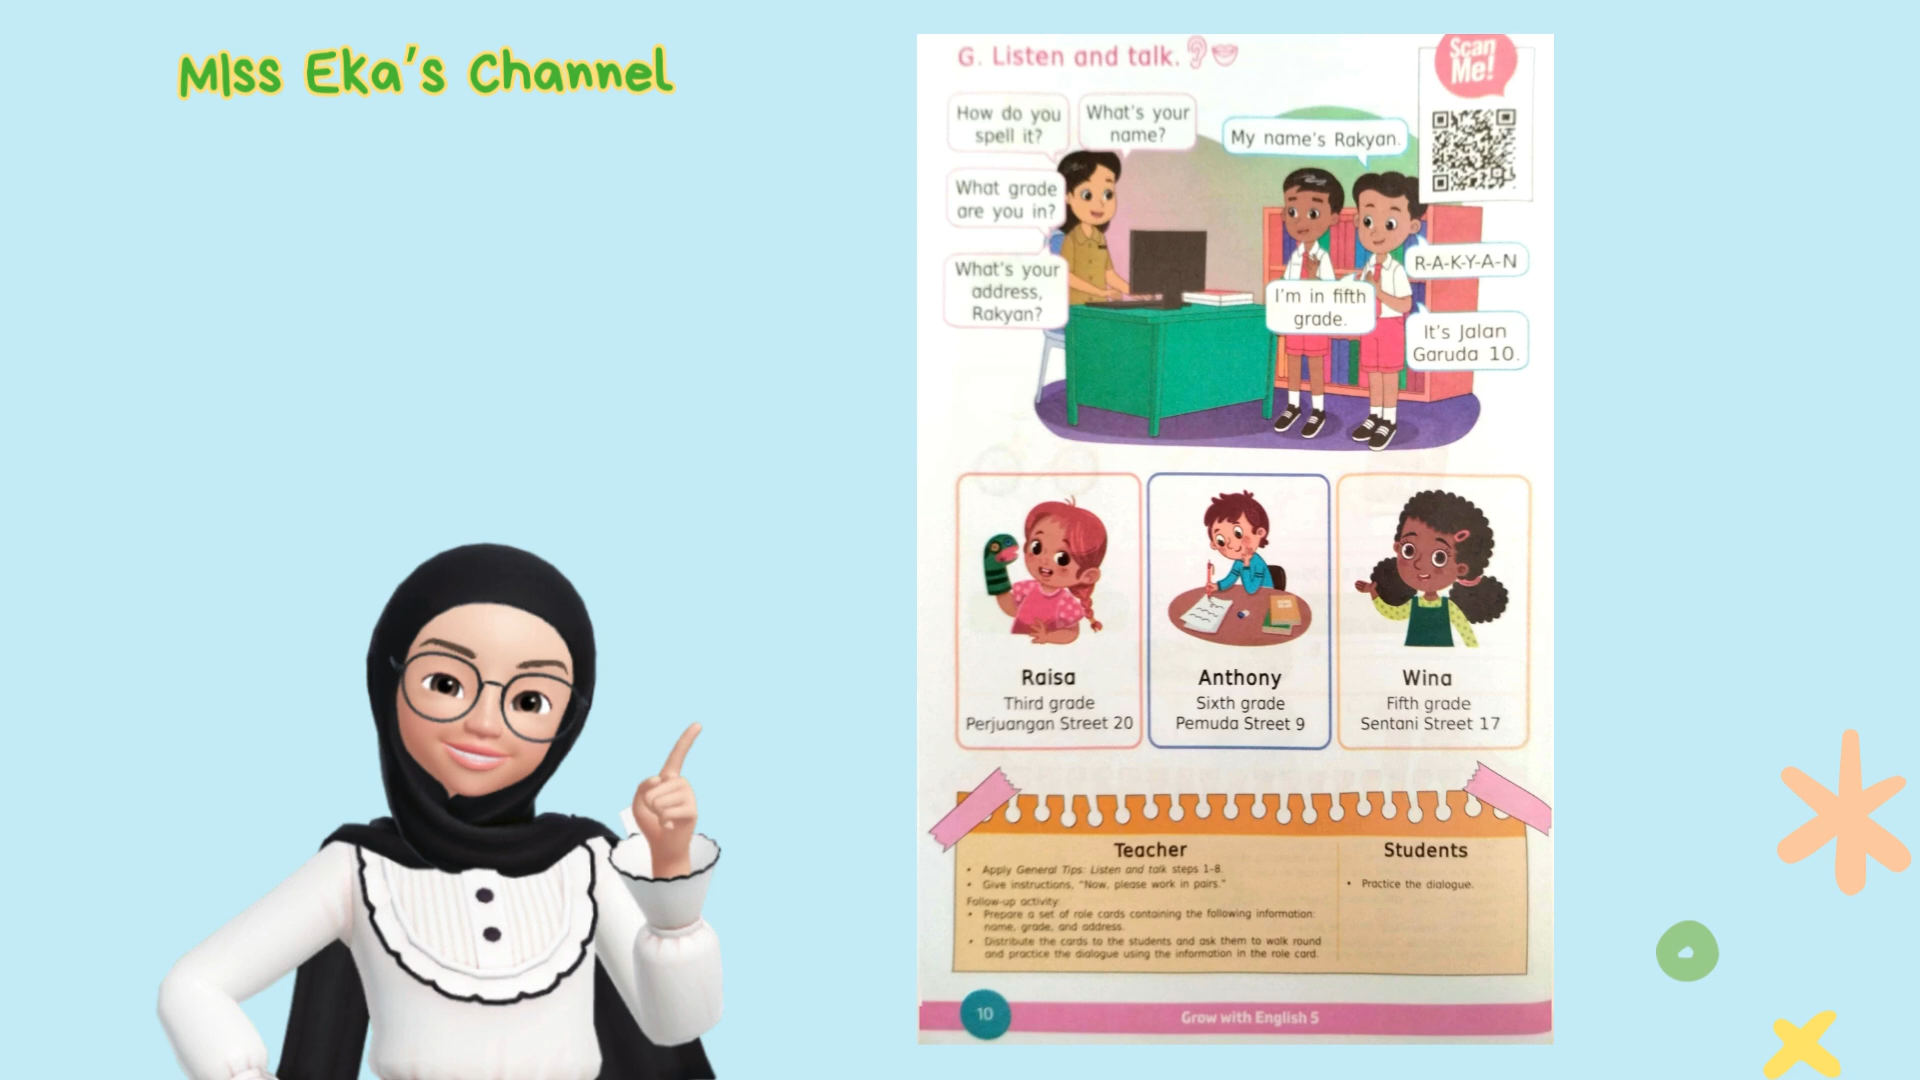 MIss Eka's Channel
G. Listen and talk.
Scan
Me!
How do you
spell it?
What's your
name?
My name's Rakyan.
What grade
are you in?
R-A-K-Y-A-N
What's your
address,
Rakyan?
I'm in fifth
grade.
It's Jalan
Garuda 10.
Raisa
Third grade
Perjuangan Street 20
Anthony
Sixth grade
Pemuda Street 9
Wina
Fifth grade
Sentani Street 17
Teacher
• Apply General Tips: Listen and talk steps 1-8.
• Give instructions, "Now, please work in pairs."
Follow-up activity:
• Prepare a set of role cards containing the following information:
name, grade, and address.
• Distribute the cards to the students and ask them to walk round
and practice the dialogue using the information in the role card.
Students
• Practice the dialogue.
10
Grow with English 5